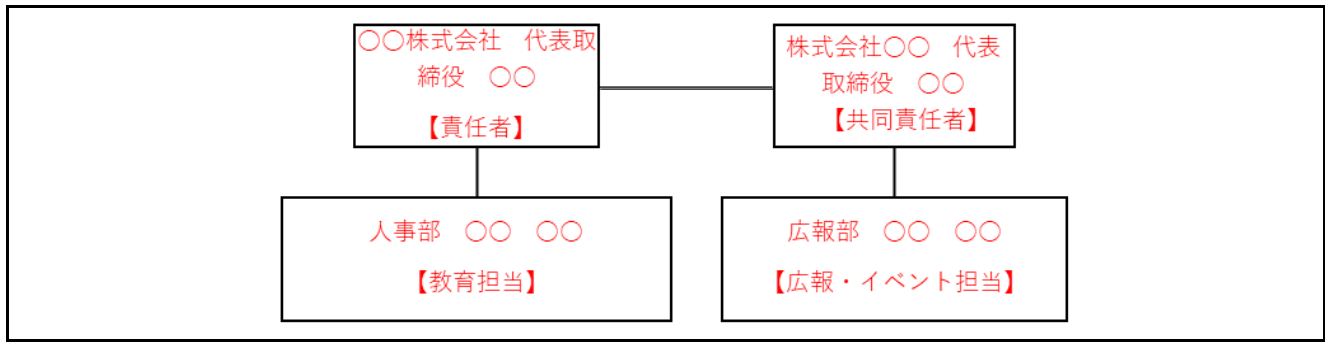 〇〇株式会社　代表取
締役　〇〇
【責任者】
株式会社〇〇　代表
取締役　〇〇
【共同責任者】
人事部　〇〇　〇〇
【教育担当】
広報部　〇〇　〇〇
【広報・イベント担当】